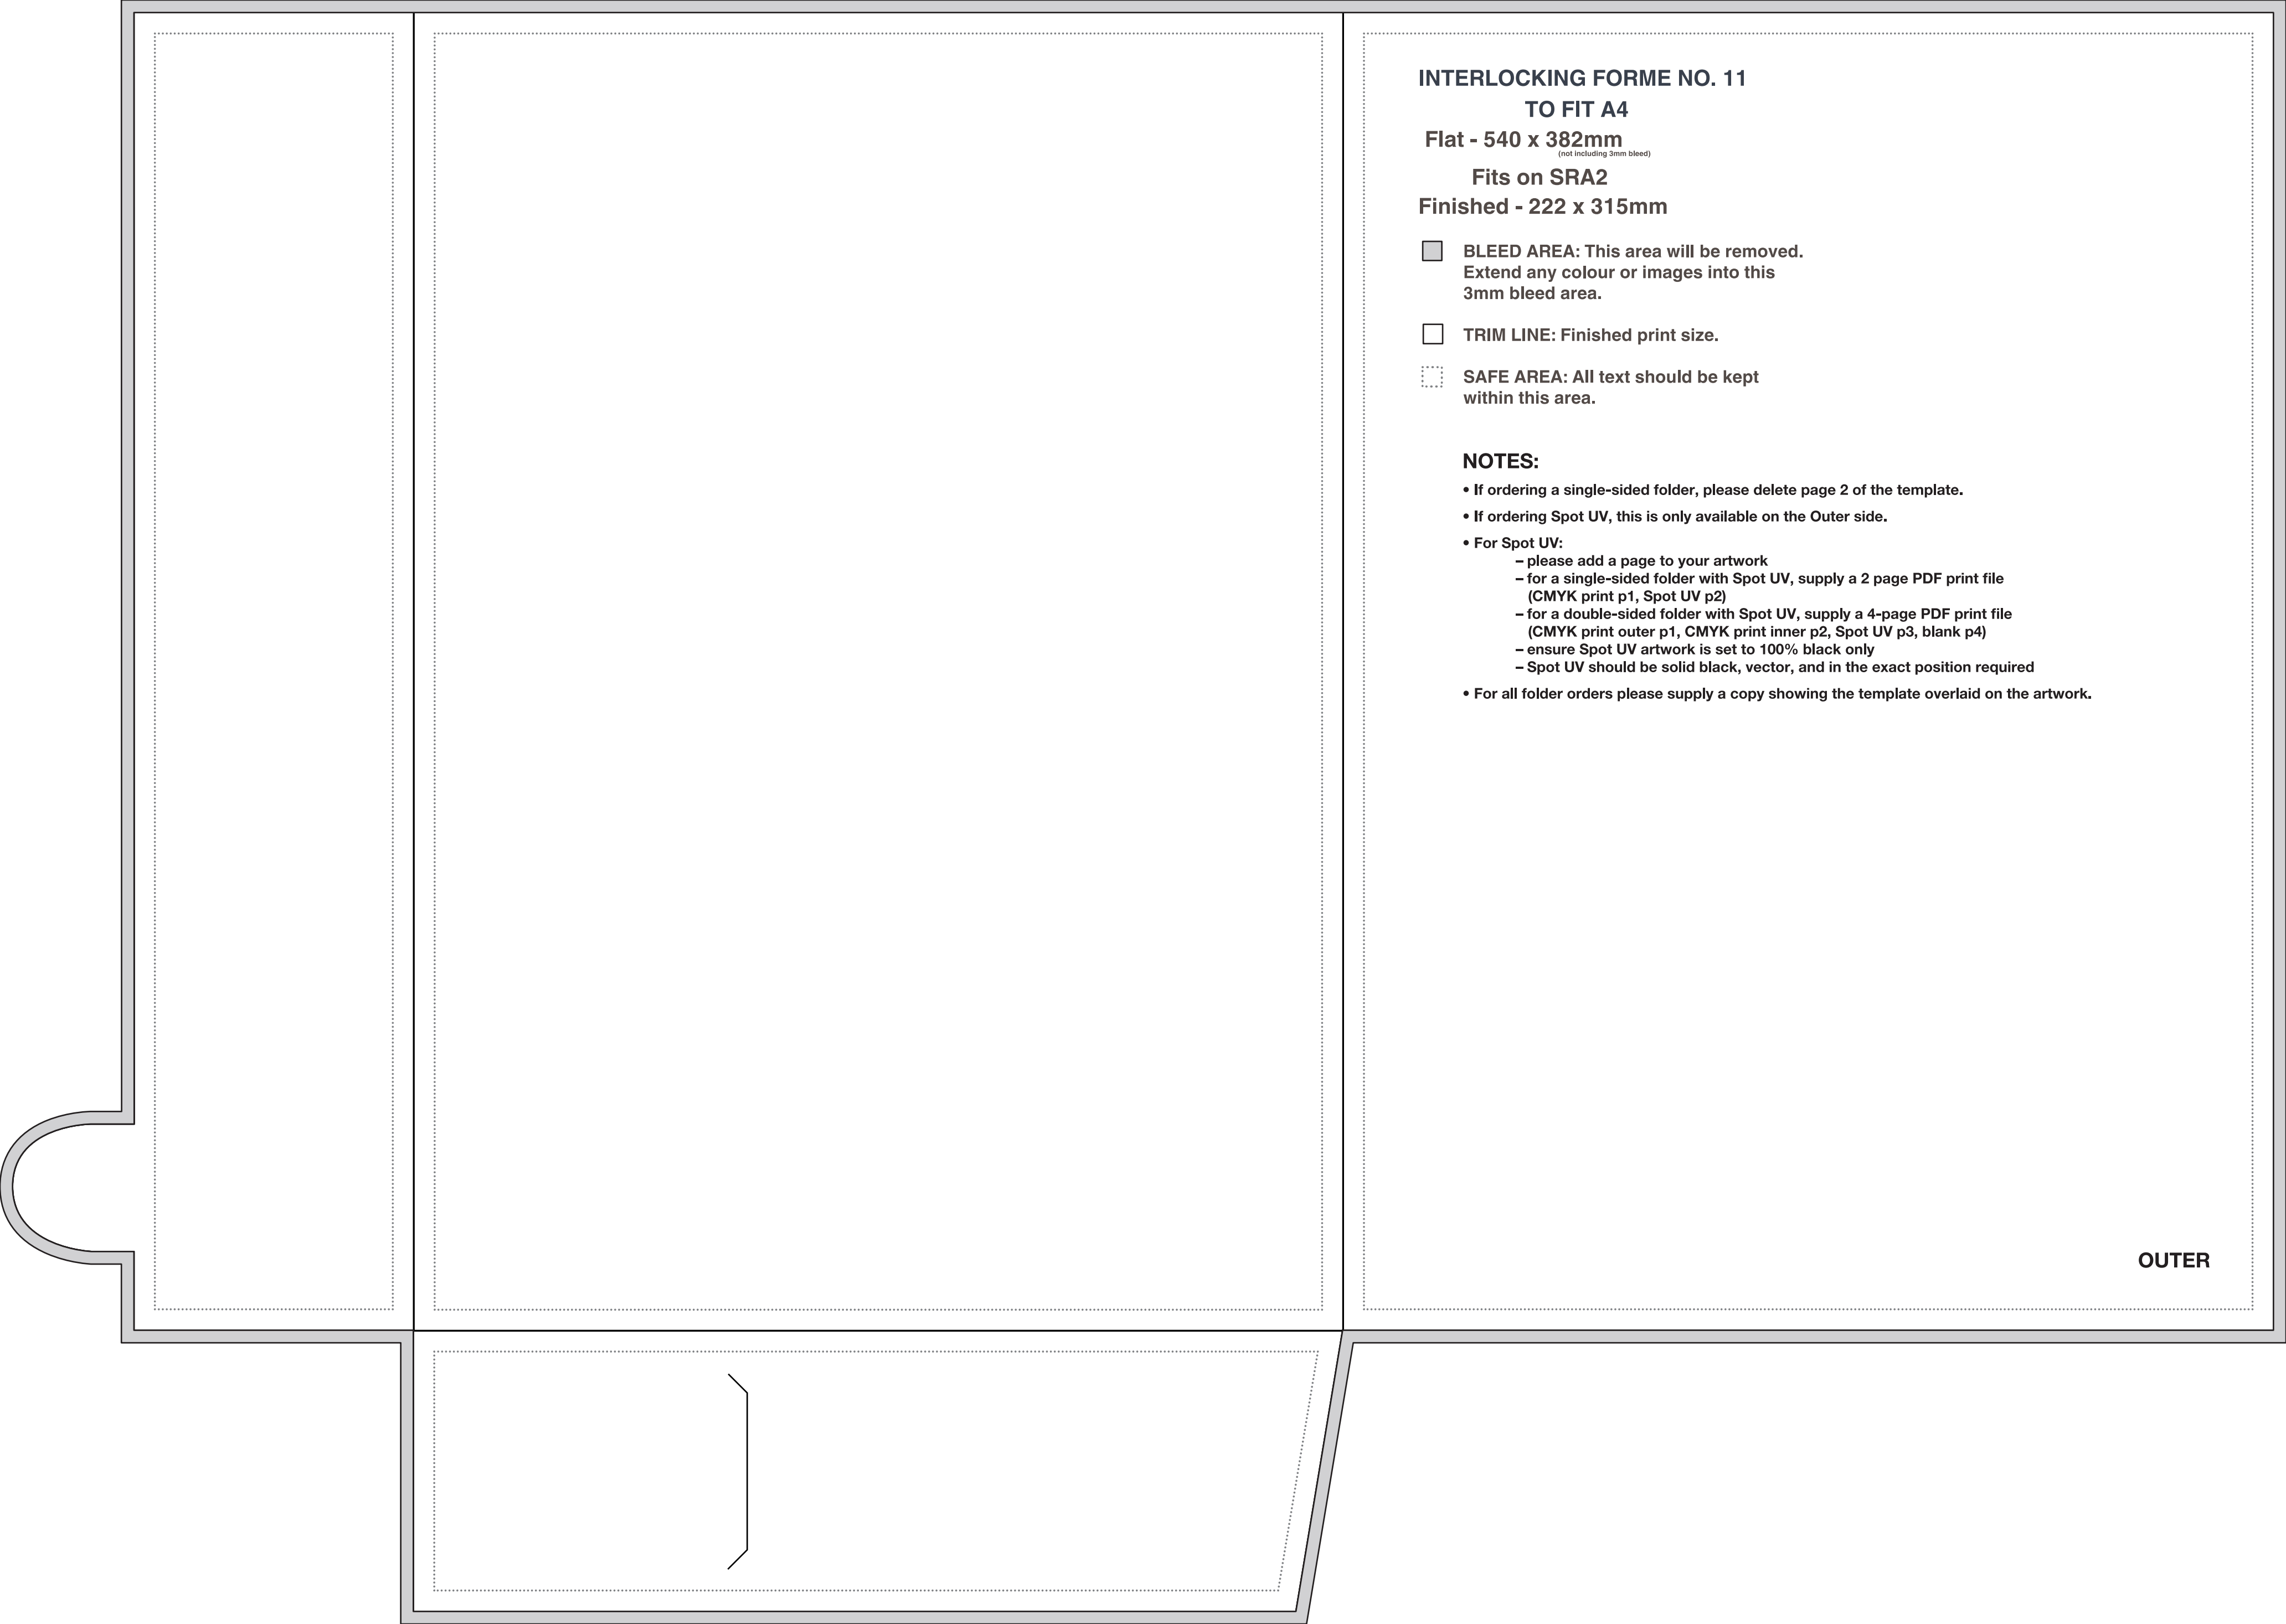 INTERLOCKING FORME NO. 11
TO FIT A4
Flat - 540 x 382mm
(not including 3mm bleed)
Fits on SRA2
Finished - 222 x 315mm
BLEED AREA: This area will be removed.
Extend any colour or images into this
3mm bleed area.
TRIM LINE: Finished print size.
SAFE AREA: All text should be kept
within this area.
NOTES:
• If ordering a single-sided folder, please delete page 2 of the template.
• If ordering Spot UV, this is only available on the Outer side.
• For Spot UV:
– please add a page to your artwork
– for a single-sided folder with Spot UV, supply a 2 page PDF print file
(CMYK print p1, Spot UV p2)
– for a double-sided folder with Spot UV, supply a 4-page PDF print file
(CMYK print outer p1, CMYK print inner p2, Spot UV p3, blank p4)
– ensure Spot UV artwork is set to 100% black only
– Spot UV should be solid black, vector, and in the exact position required
• For all folder orders please supply a copy showing the template overlaid on the artwork.
OUTER